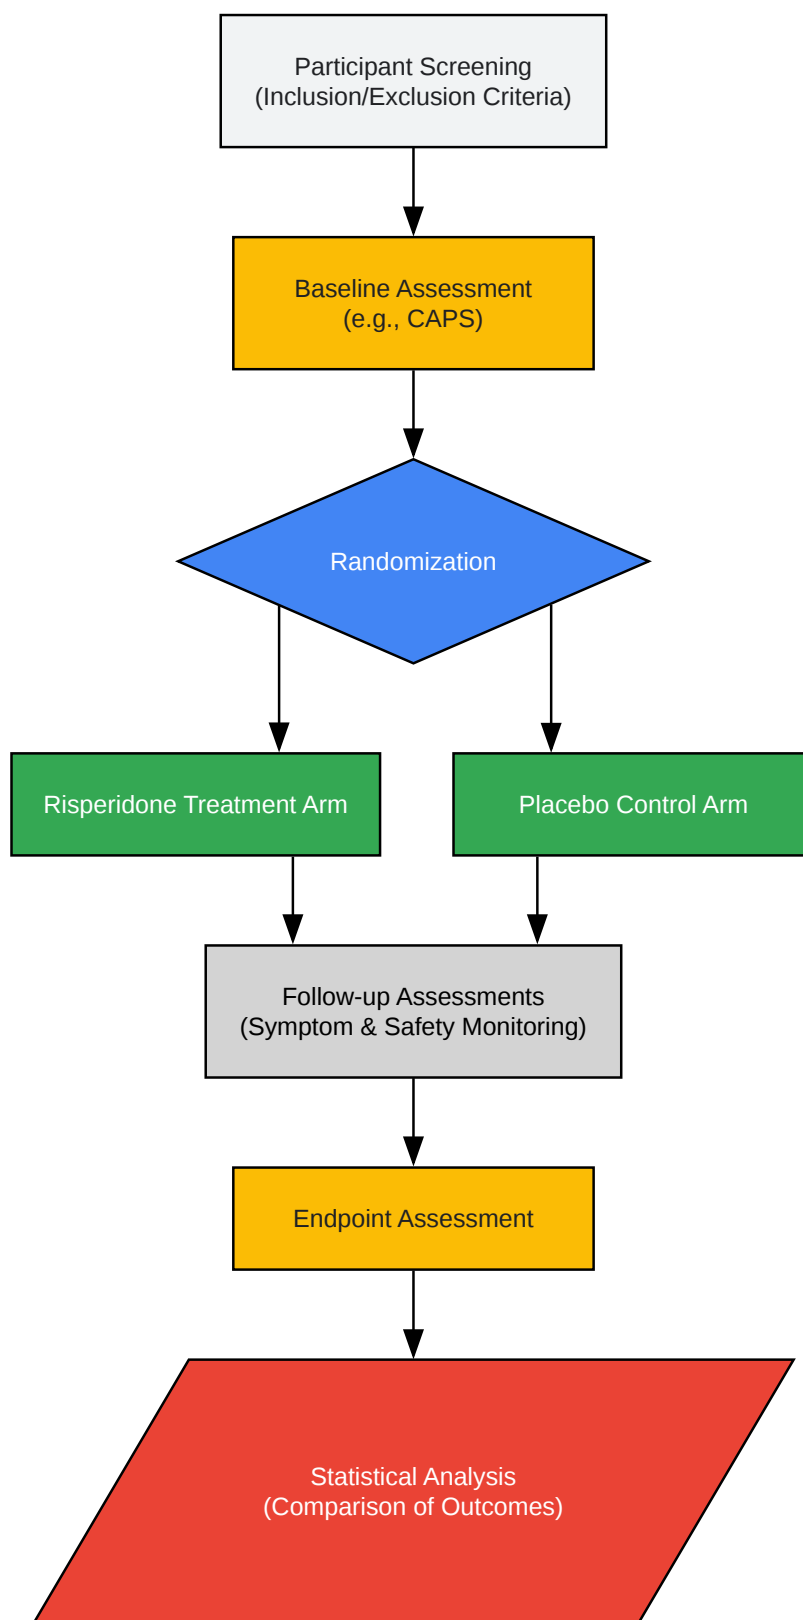 Participant Screening
(Inclusion/Exclusion Criteria)
Baseline Assessment
(e.g., CAPS)
Randomization
Risperidone Treatment Arm
Placebo Control Arm
Follow-up Assessments
(Symptom & Safety Monitoring)
Endpoint Assessment
Statistical Analysis
(Comparison of Outcomes)